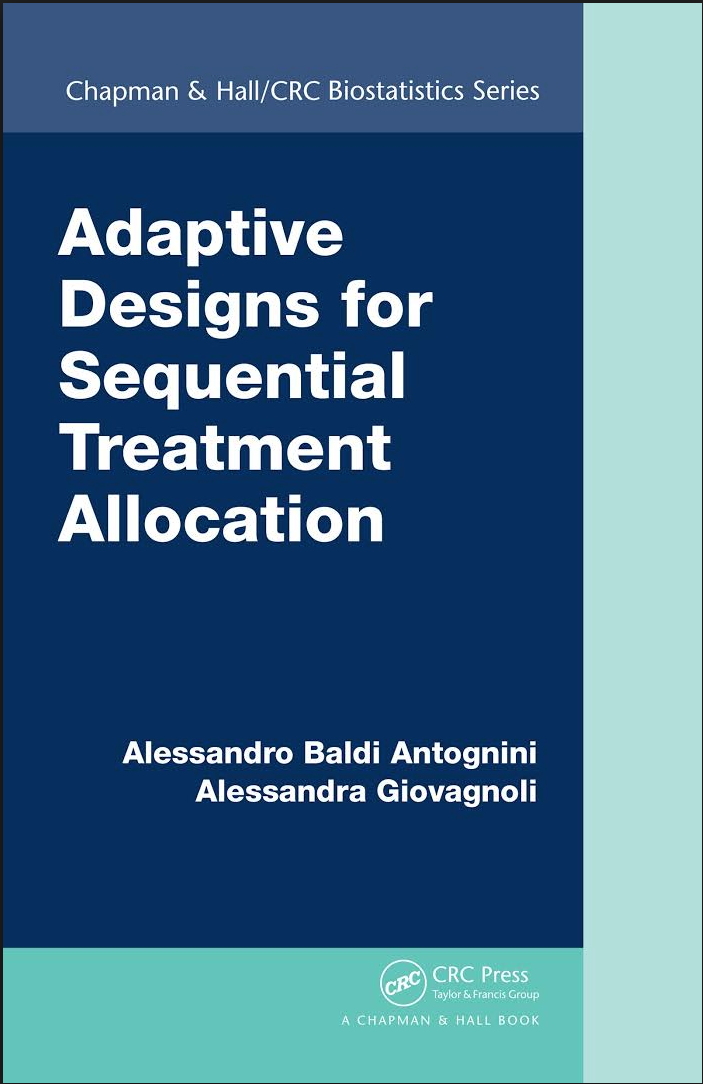 Chapman & Hall/CRC Biostatistics Series
Adaptive
Designs for
Sequential
Treatment
Allocation
Alessandro Baldi Antognini
Alessandra Giovagnoli
CRC
CRC Press
Taylor & Francis Group
A CHAPMAN & HALL BOOK